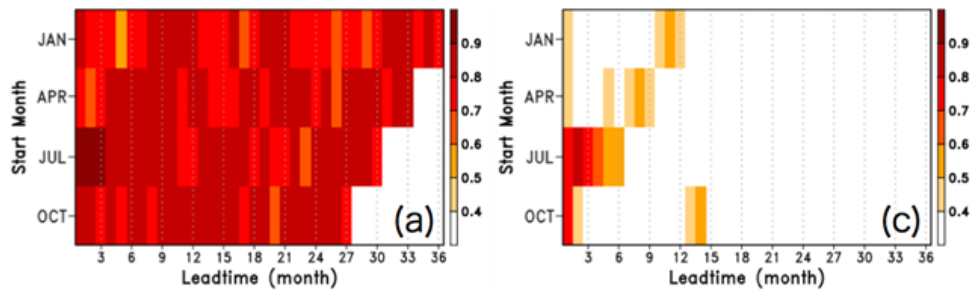 JAN
APR
JUL
OCT
Start Month
3 6 9 12 15 18 21 24 27 30 33 36
Leadtime (month)
(a)
0.9
0.8
0.7
0.6
0.5
0.4
JAN
APR
JUL
OCT
Start Month
3 6 9 12 15 18 21 24 27 30 33 36
Leadtime (month)
(c)
0.9
0.8
0.7
0.6
0.5
0.4